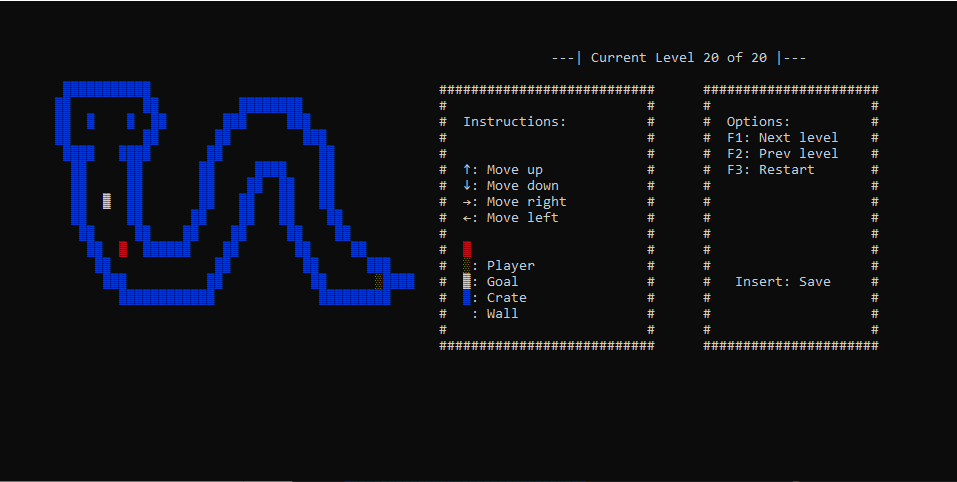 ---| Current Level 20 of 20 |---
###########################
# #
# Instructions: #
# #
# #
# ↑: Move up #
# ↓: Move down #
# →: Move right #
# ←: Move left #
# #
# #
# : Player #
# : Goal #
# : Crate #
# : Wall #
# #
###########################
######################
# #
# Options: #
# F1: Next level #
# F2: Prev level #
# F3: Restart #
# #
# #
# #
# #
# #
# #
# Insert: Save #
# #
# #
# #
######################